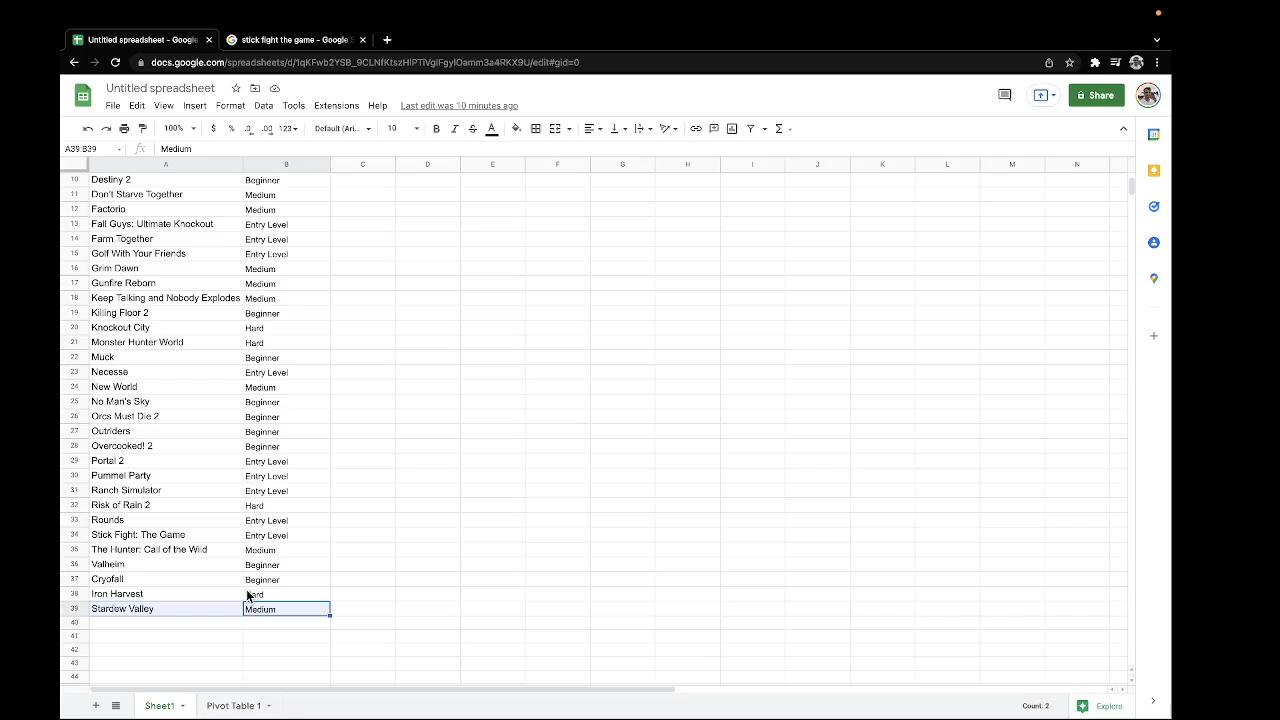 Untitled spreadsheet - Google
stick fight the game - Google S
docs.google.com/spreadsheets/d/1qKFwb2YSB_9CLNfKtszHIPTiVgiFgyIOamm3a4RKX9U/edit#gid=0
Untitled spreadsheet
File Edit View Insert Format Data Tools Extensions Help Last edit was 10 minutes ago
Share
100% $ % .0 .00 123 Default (Ari... 10 B I S A
A39:B39 fx Medium
A B C D E F G H I J K L M N
10 Destiny 2 Beginner
11 Don't Starve Together Medium
12 Factorio Medium
13 Fall Guys: Ultimate Knockout Entry Level
14 Farm Together Entry Level
15 Golf With Your Friends Entry Level
16 Grim Dawn Medium
17 Gunfire Reborn Medium
18 Keep Talking and Nobody Explodes Medium
19 Killing Floor 2 Beginner
20 Knockout City Hard
21 Monster Hunter World Hard
22 Muck Beginner
23 Necesse Entry Level
24 New World Medium
25 No Man's Sky Beginner
26 Orcs Must Die 2 Beginner
27 Outriders Beginner
28 Overcooked! 2 Beginner
29 Portal 2 Entry Level
30 Pummel Party Entry Level
31 Ranch Simulator Entry Level
32 Risk of Rain 2 Hard
33 Rounds Entry Level
34 Stick Fight: The Game Entry Level
35 The Hunter: Call of the Wild Medium
36 Valheim Beginner
37 Cryofall Beginner
38 Iron Harvest Hard
39 Stardew Valley Medium
40
41
42
43
44
Sheet1 Pivot Table 1 Count: 2 Explore